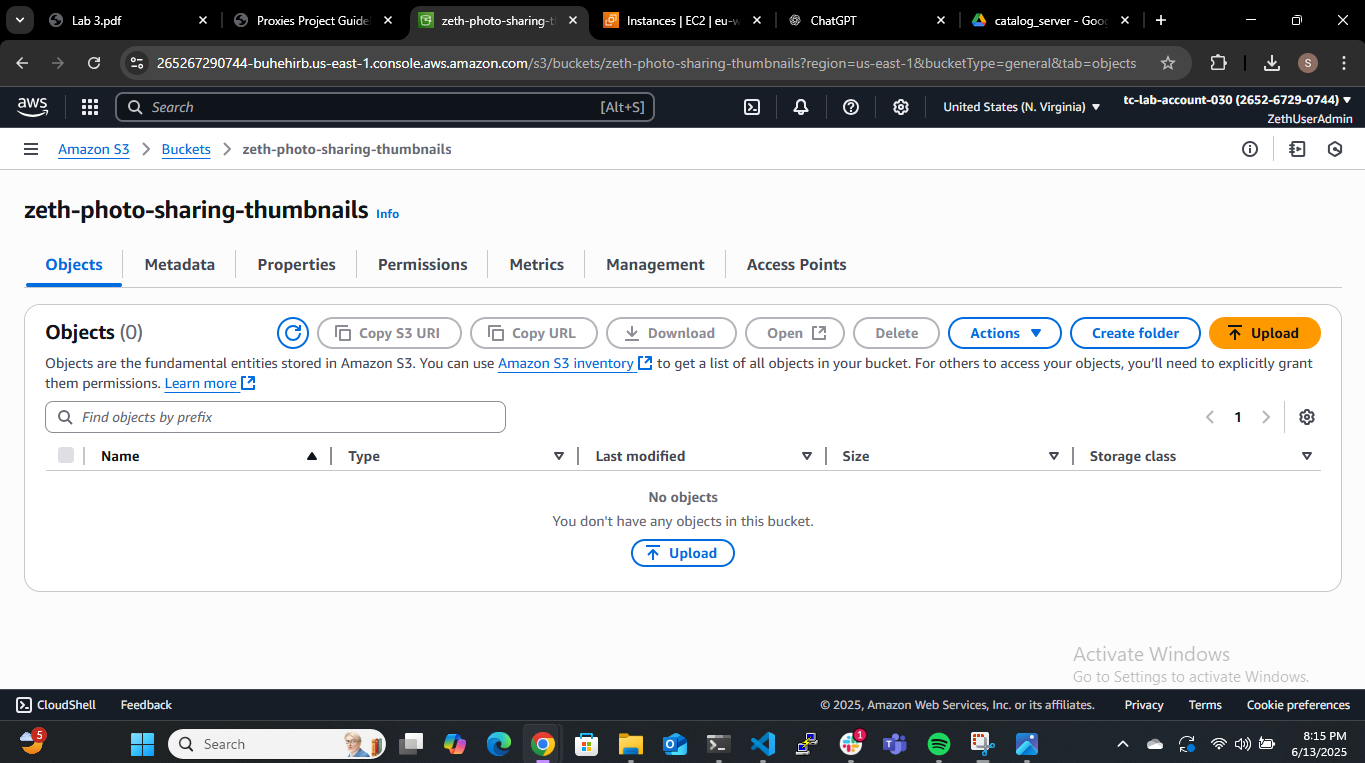 Lab 3.pdf
Proxies Project Guide
zeth-photo-sharing-t
Instances | EC2 | eu-w
ChatGPT
catalog_server - Goo
265267290744-buhehirb.us-east-1.console.aws.amazon.com/s3/buckets/zeth-photo-sharing-thumbnails?region=us-east-1&bucketType=general&tab=objects
S
aws
Search
[Alt+S]
United States (N. Virginia)
tc-lab-account-030 (2652-6729-0744)
ZethUserAdmin
Amazon S3
Buckets
zeth-photo-sharing-thumbnails
zeth-photo-sharing-thumbnails Info
Objects
Metadata
Properties
Permissions
Metrics
Management
Access Points
Objects (0)
Copy S3 URI
Copy URL
Download
Open
Delete
Actions
Create folder
Upload
Objects are the fundamental entities stored in Amazon S3. You can use Amazon S3 inventory to get a list of all objects in your bucket. For others to access your objects, you'll need to explicitly grant
them permissions. Learn more
Find objects by prefix
1
Name
Type
Last modified
Size
Storage class
No objects
You don't have any objects in this bucket.
Upload
Activate Windows
Go to Settings to activate Windows.
CloudShell
Feedback
© 2025, Amazon Web Services, Inc. or its affiliates.
Privacy
Terms
Cookie preferences
5
Search
1
8:15 PM
6/13/2025